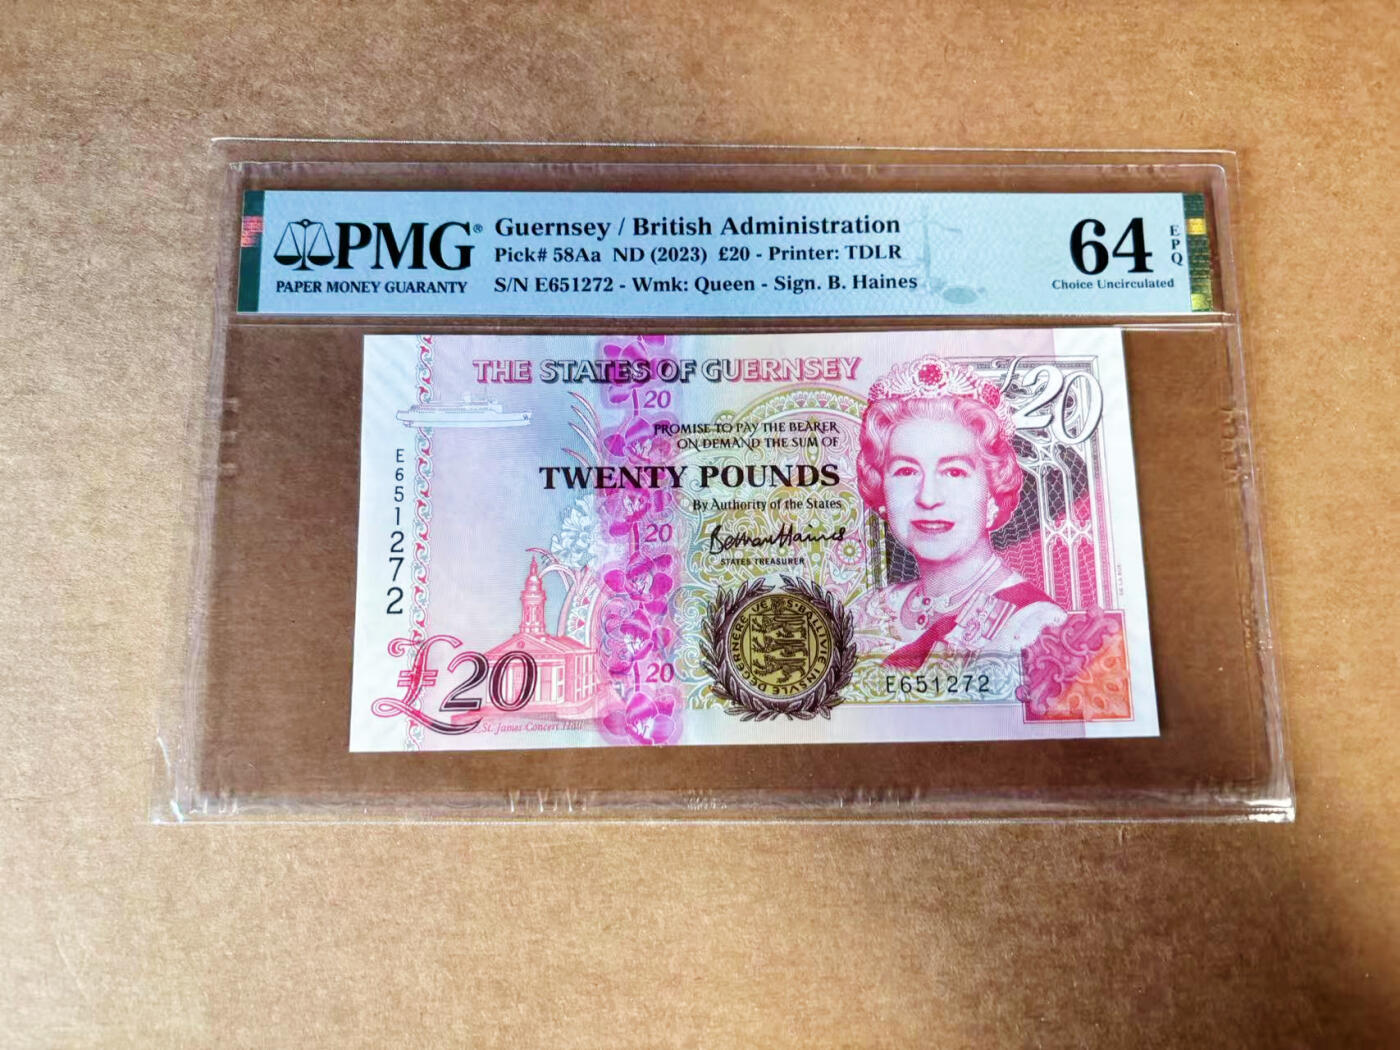 PMG®
PAPER MONEY GUARANTY
Guernsey / British Administration
Pick# 58Aa ND (2023) £20 - Printer: TDLR
S/N E651272 - Wmk: Queen - Sign. B. Haines
64
EPQ
Choice Uncirculated
THE STATES OF GUERNSEY
£20
20
PROMISE TO PAY THE BEARER
ON DEMAND THE SUM OF
TWENTY POUNDS
By Authority of the States
Bethan Haines
STATES TREASURER
20
20
E651272
£20
St. James Concert Hall
E651272